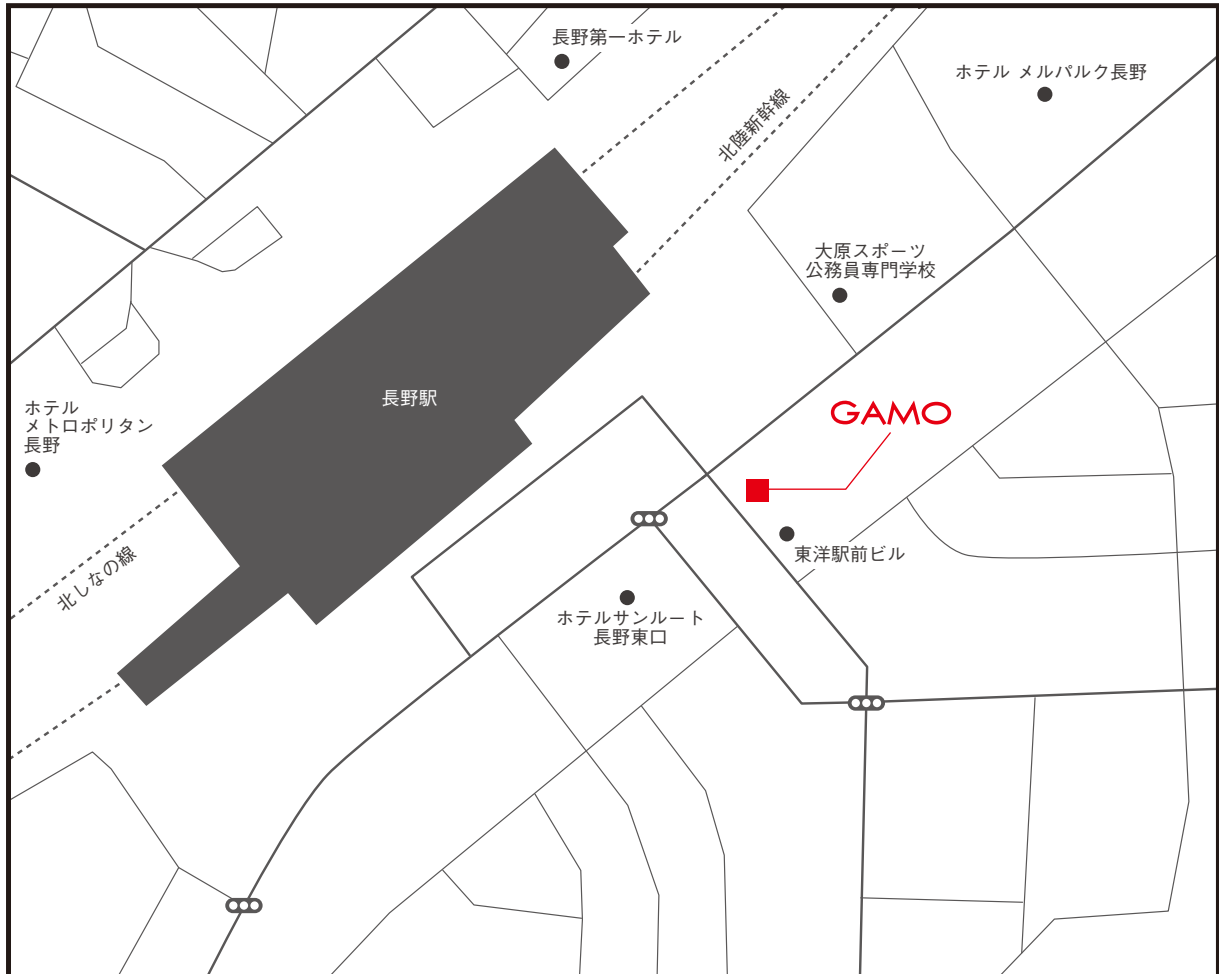 長野第一ホテル
ホテル メルパルク長野
北陸新幹線
大原スポーツ
公務員専門学校
長野駅
ホテル
メトロポリタン
長野
GAMO
北しなの線
東洋駅前ビル
ホテルサンルート
長野東口